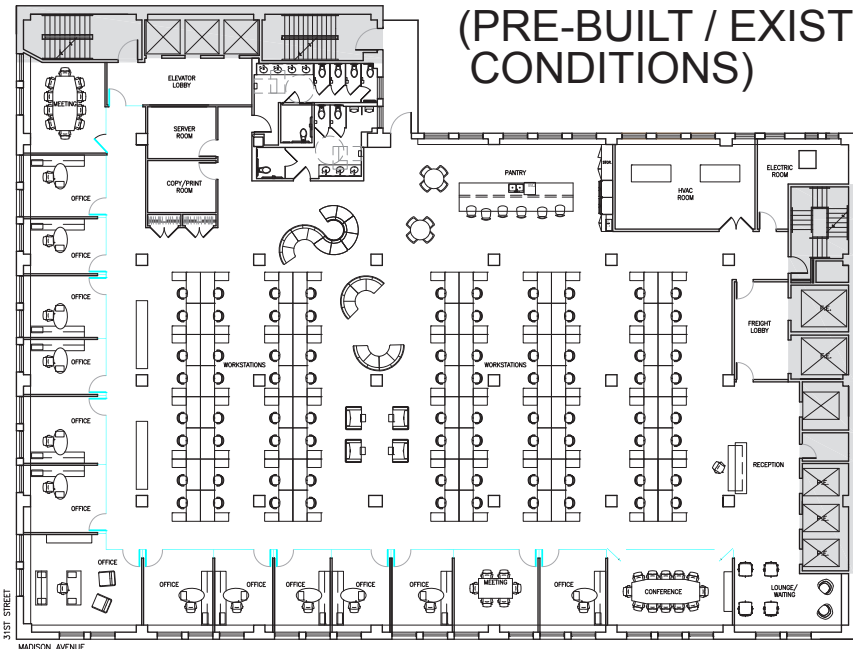 (PRE-BUILT / EXIST
CONDITIONS)
ELEVATOR
LOBBY
MEETING
SERVER
ROOM
COPY/PRINT
ROOM
PANTRY
HVAC
ROOM
ELECTRIC
ROOM
OFFICE
OFFICE
OFFICE
OFFICE
OFFICE
OFFICE
FREIGHT
LOBBY
F.E.
F.E.
WORKSTATIONS
WORKSTATIONS
RECEPTION
P.E.
P.E.
P.E.
OFFICE
OFFICE
OFFICE
OFFICE
OFFICE
OFFICE
MEETING
OFFICE
CONFERENCE
LOUNGE/
WAITING
31ST STREET
MADISON AVENUE